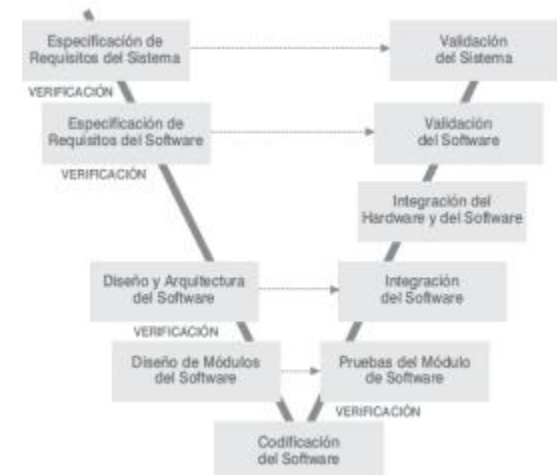 Especificación de
Requisitos del Sistema
Validación
del Sistema
VERIFICACIÓN
Especificación de
Requisitos del Software
Validación
del Software
VERIFICACIÓN
Integración del
Hardware y del Software
Diseño y Arquitectura
del Software
Integración
del Software
VERIFICACIÓN
Diseño de Módulos
del Software
Pruebas del Módulo
de Software
VERIFICACIÓN
Codificación
del Software